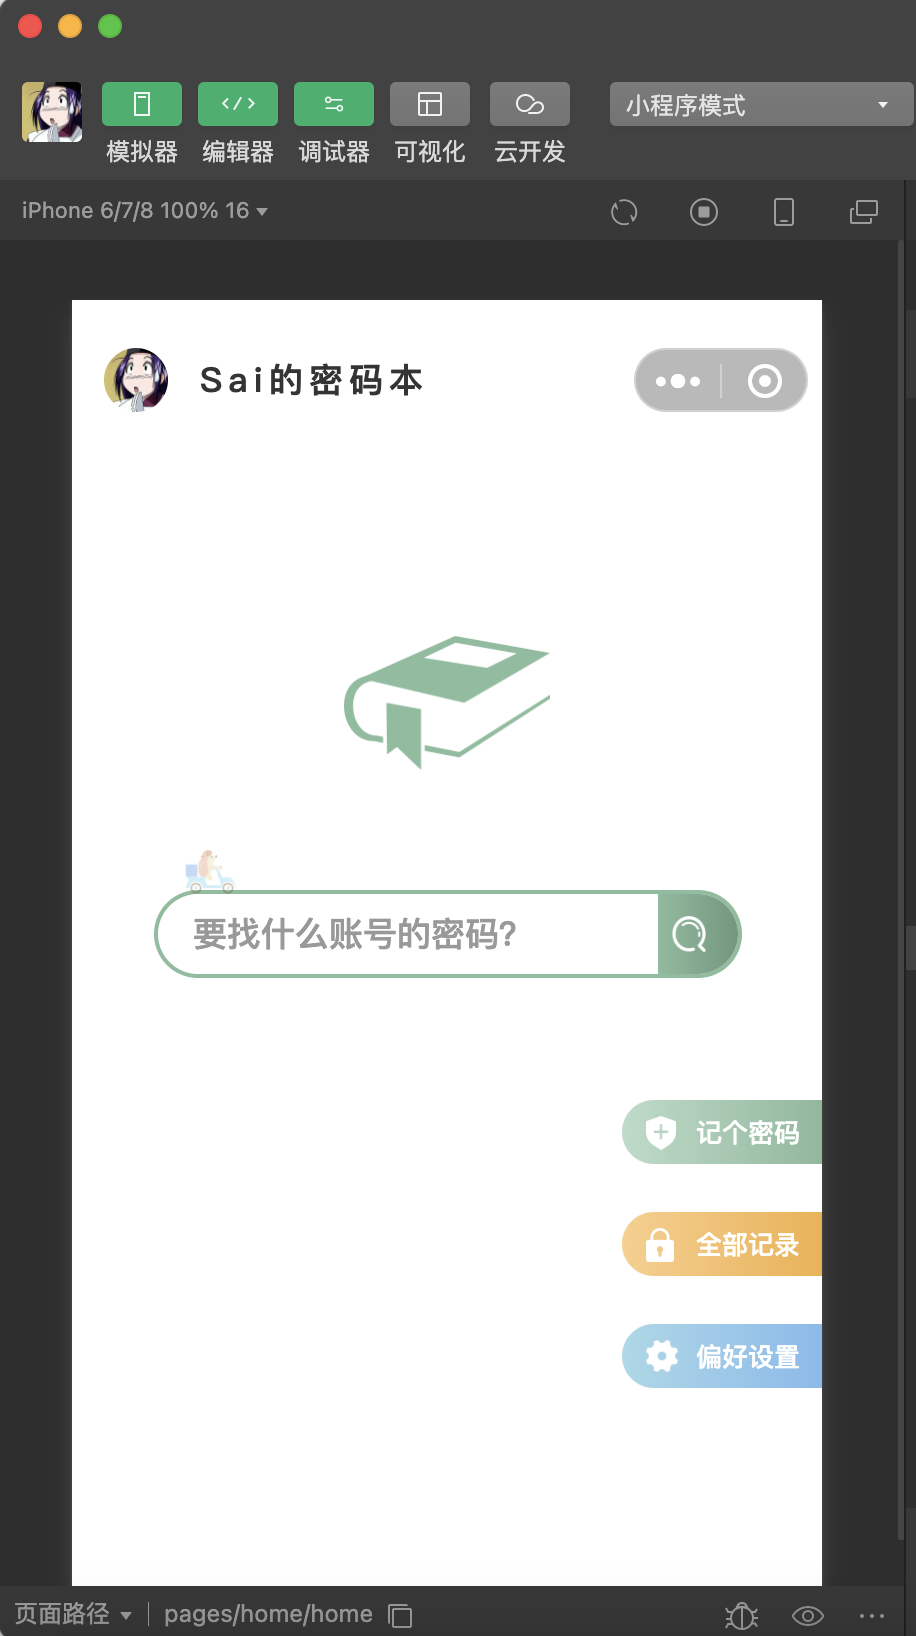 模拟器 编辑器 调试器 可视化 云开发 小程序模式
iPhone 6/7/8 100% 16
Sai的密码本
要找什么账号的密码?
记个密码
全部记录
偏好设置
页面路径 pages/home/home